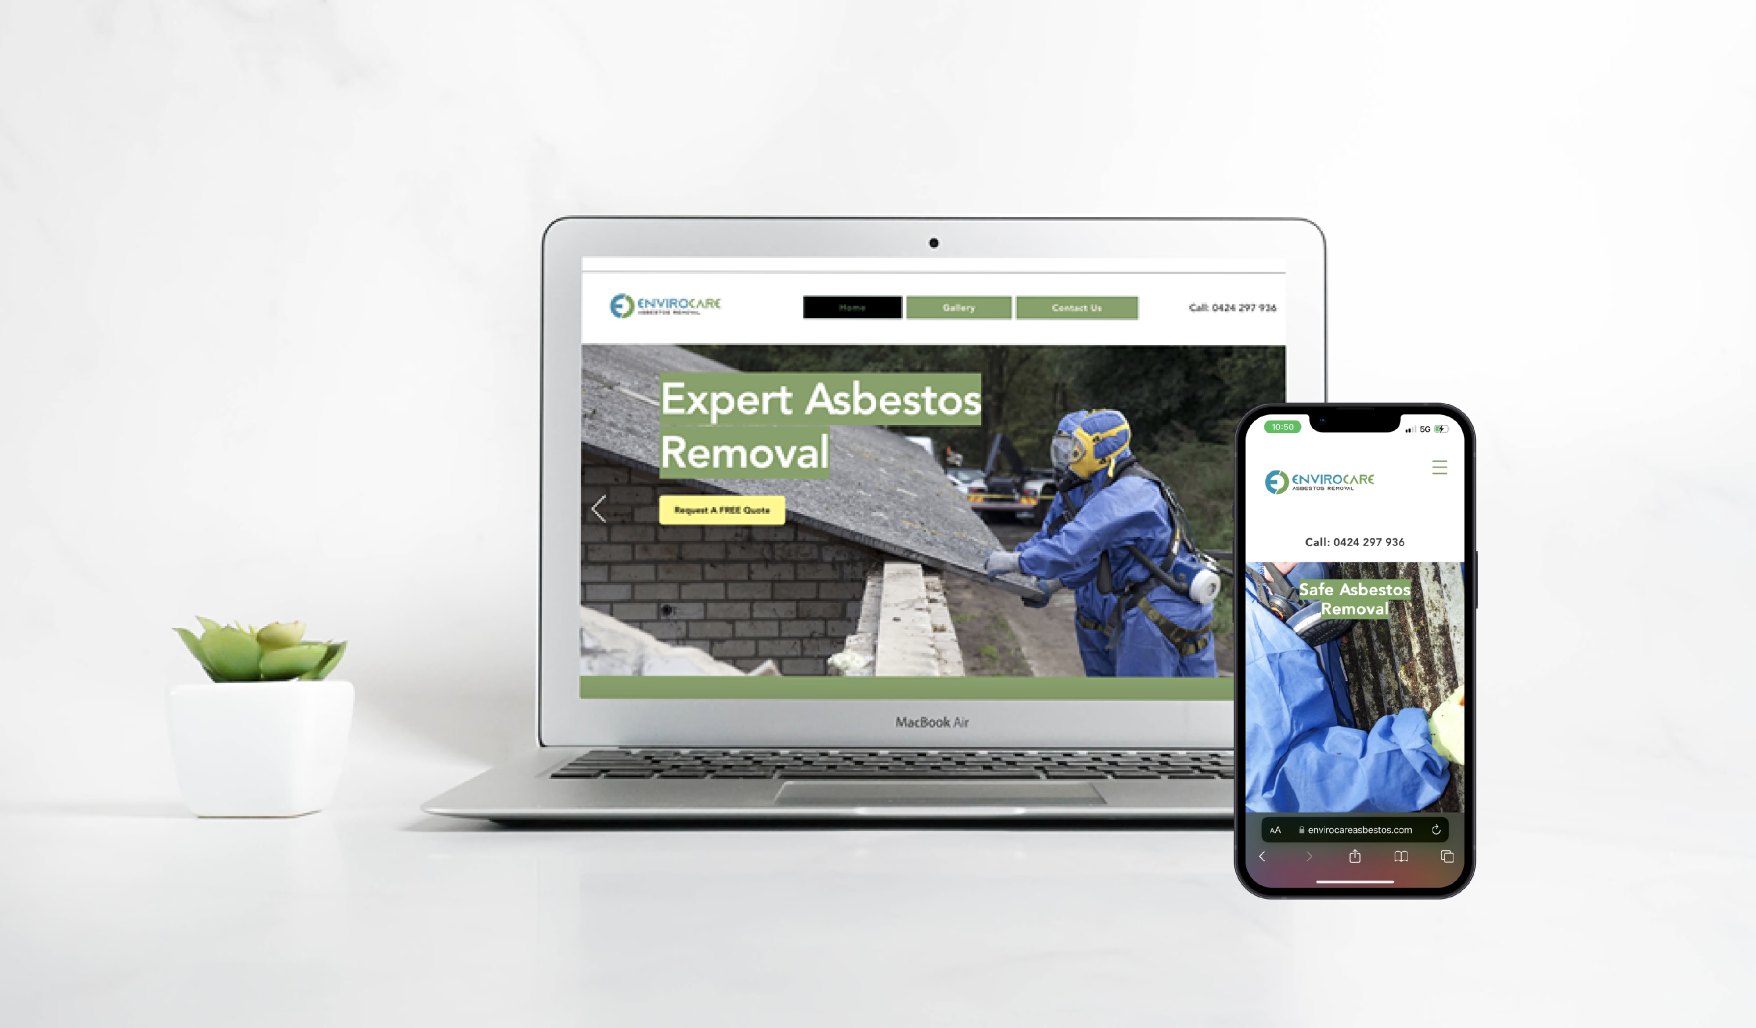 ENVIROCARE
ASBESTOS REMOVAL
Home
Gallery
Contact Us
Call: 0424 297 936
Expert Asbestos
Removal
Request A FREE Quote
MacBook Air
10:50
5G
ENVIROCARE
ASBESTOS REMOVAL
Call: 0424 297 936
Safe Asbestos
Removal
AA
envirocareasbestos.com